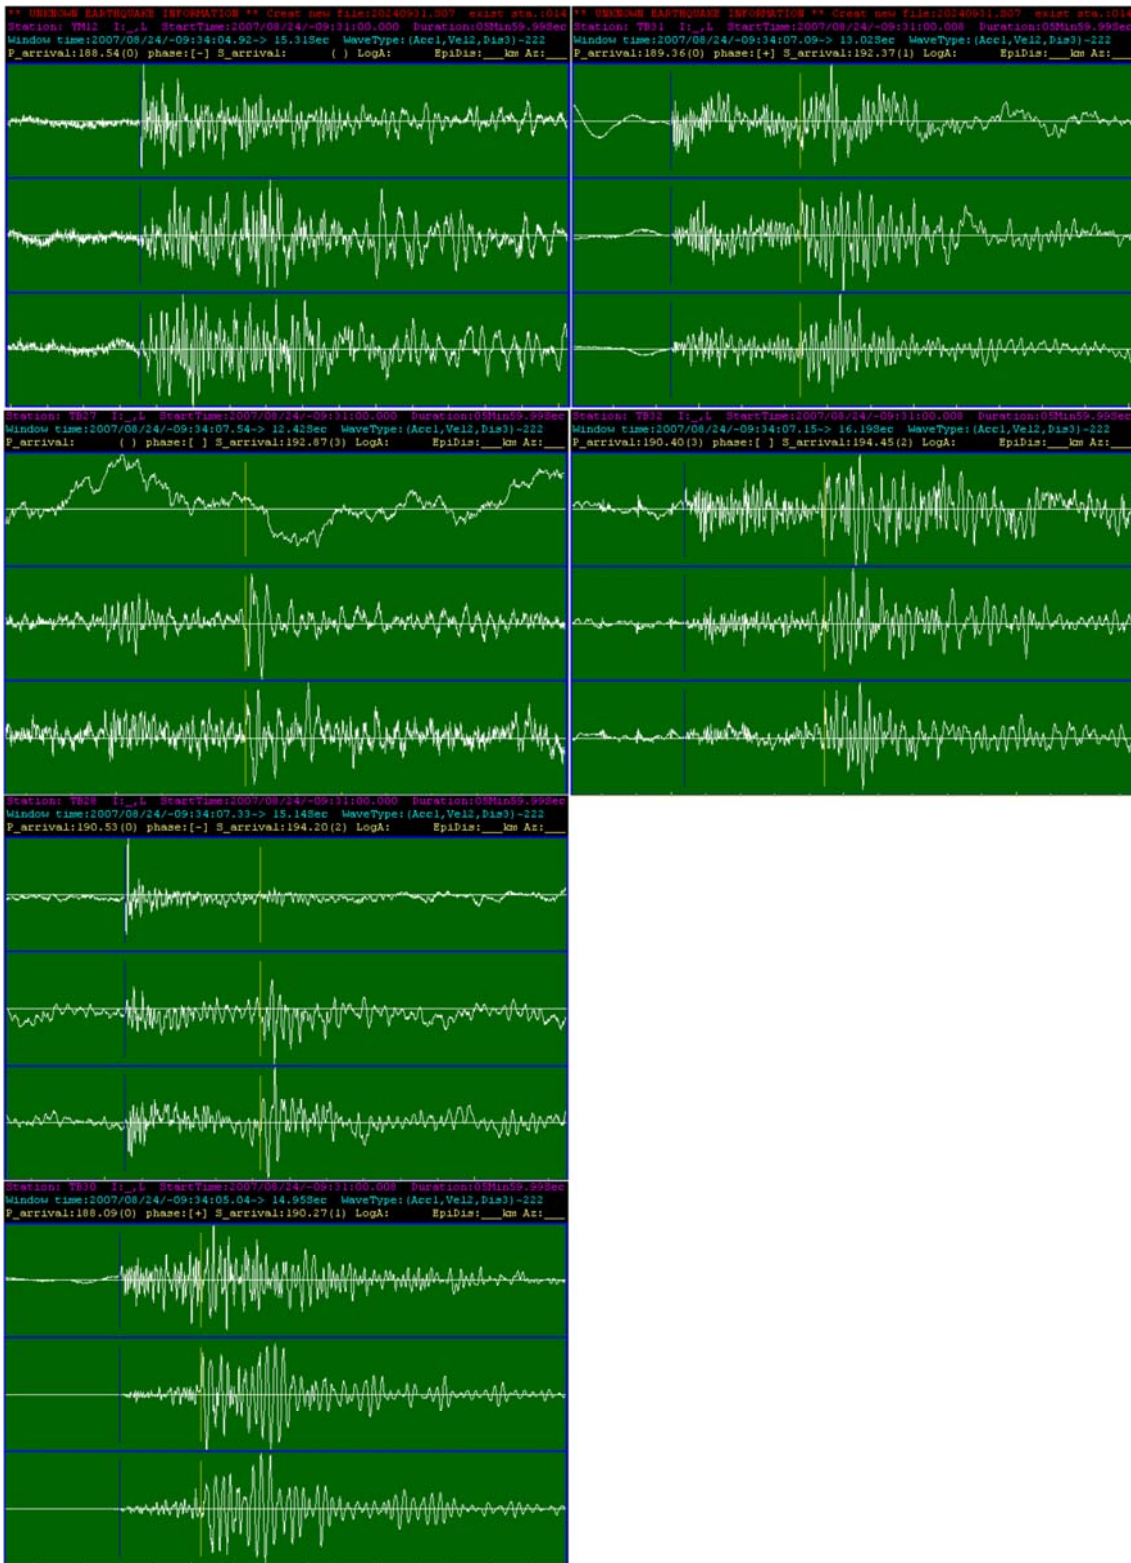 ** UNKNOWN EARTHQUAKE INFORMATION ** Creat new file:20240931.S07 exist sta.:014
Station: YM12 I:_,L StartTime:2007/08/24/-09:31:00.000 Duration:05Min59.99Sec
Window time:2007/08/24/-09:34:04.92-> 15.31Sec WaveType:(Acc1,Vel2,Dis3)-222
P_arrival:188.54(0) phase:[-] S_arrival: ( ) LogA: EpiDis:___km Az:___
** UNKNOWN EARTHQUAKE INFORMATION ** Creat new file:20240931.S07 exist sta.:014
Station: TB31 I:_,L StartTime:2007/08/24/-09:31:00.008 Duration:05Min59.99Sec
Window time:2007/08/24/-09:34:07.09-> 13.02Sec WaveType:(Acc1,Vel2,Dis3)-222
P_arrival:189.36(0) phase:[+] S_arrival:192.37(1) LogA: EpiDis:___km Az:___
Station: TB27 I:_,L StartTime:2007/08/24/-09:31:00.000 Duration:05Min59.99Sec
Window time:2007/08/24/-09:34:07.54-> 12.42Sec WaveType:(Acc1,Vel2,Dis3)-222
P_arrival: ( ) phase:[ ] S_arrival:192.87(3) LogA: EpiDis:___km Az:___
Station: TB32 I:_,L StartTime:2007/08/24/-09:31:00.008 Duration:05Min59.99Sec
Window time:2007/08/24/-09:34:07.15-> 16.19Sec WaveType:(Acc1,Vel2,Dis3)-222
P_arrival:190.40(3) phase:[ ] S_arrival:194.45(2) LogA: EpiDis:___km Az:___
Station: TB28 I:_,L StartTime:2007/08/24/-09:31:00.000 Duration:05Min59.99Sec
Window time:2007/08/24/-09:34:07.33-> 15.14Sec WaveType:(Acc1,Vel2,Dis3)-222
P_arrival:190.53(0) phase:[-] S_arrival:194.20(2) LogA: EpiDis:___km Az:___
Station: TB30 I:_,L StartTime:2007/08/24/-09:31:00.008 Duration:05Min59.99Sec
Window time:2007/08/24/-09:34:05.04-> 14.95Sec WaveType:(Acc1,Vel2,Dis3)-222
P_arrival:188.09(0) phase:[+] S_arrival:190.27(1) LogA: EpiDis:___km Az:___